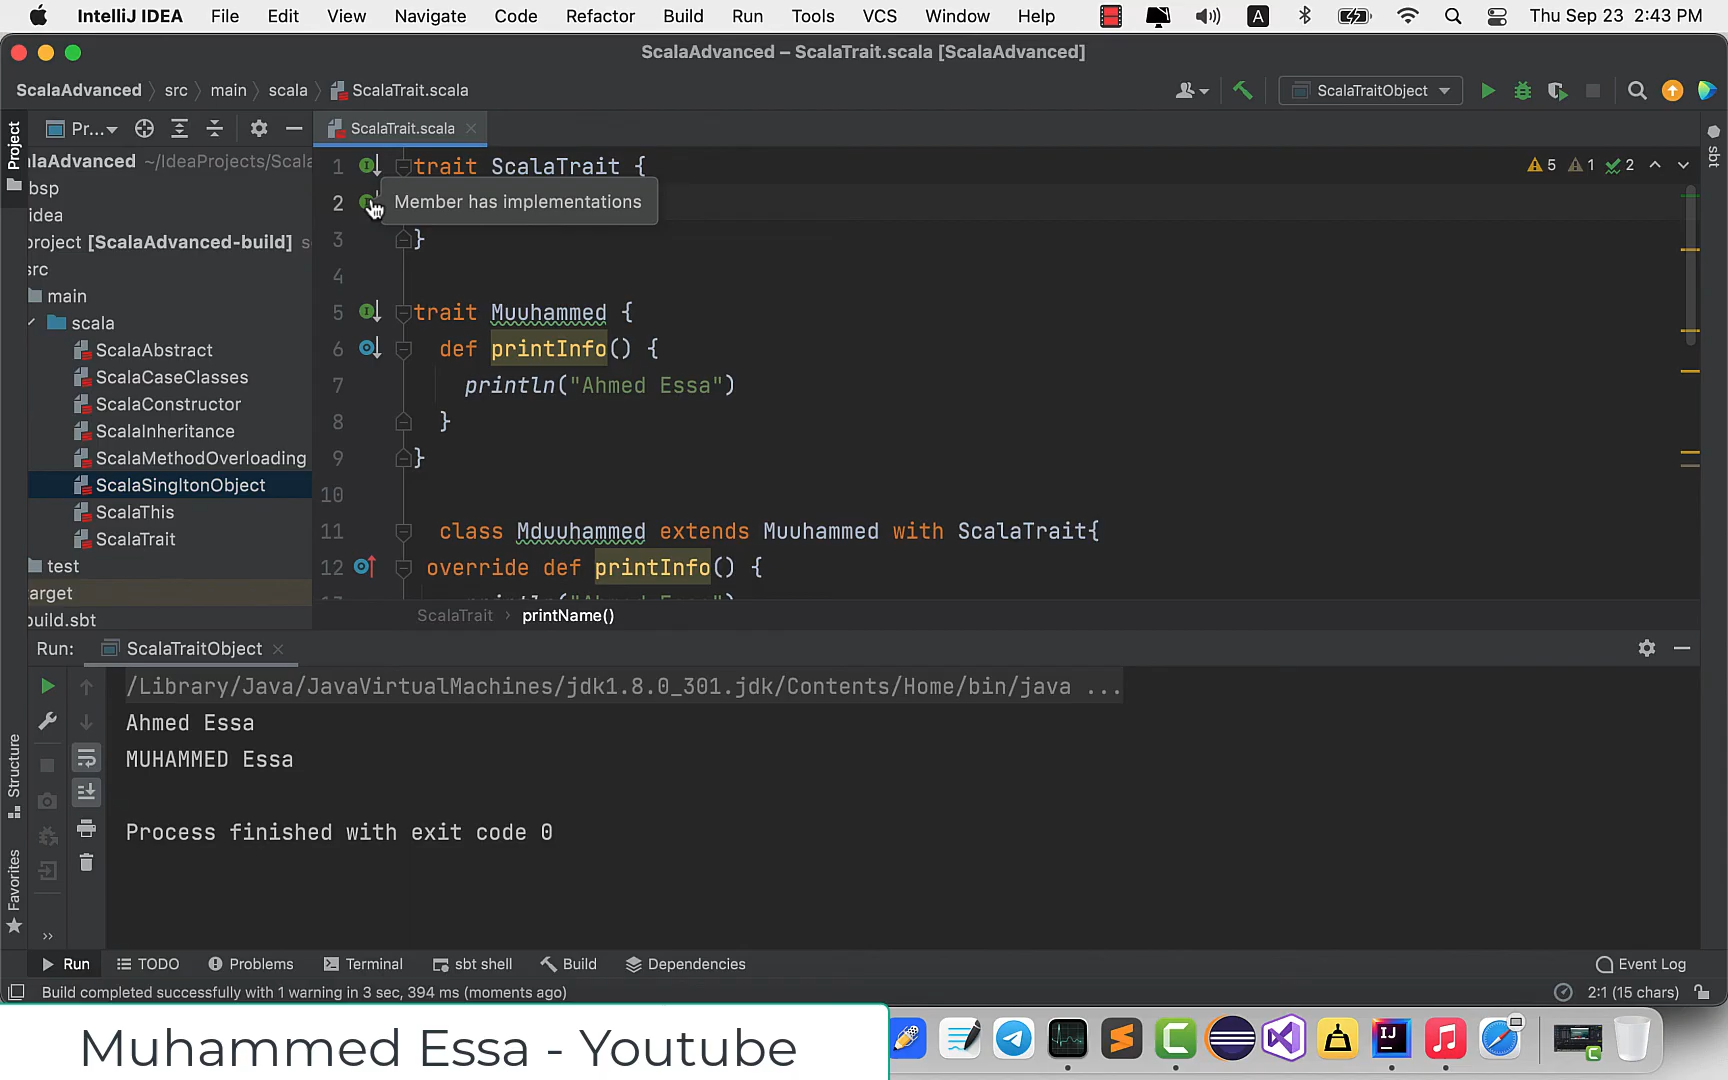 IntelliJ IDEA File Edit View Navigate Code Refactor Build Run Tools VCS Window Help A Thu Sep 23 2:43 PM
ScalaAdvanced – ScalaTrait.scala [ScalaAdvanced]
ScalaAdvanced src main scala ScalaTrait.scala ScalaTraitObject
Project Pr... ScalaTrait.scala sbt
laAdvanced ~/IdeaProjects/Scala
bsp
idea
project [ScalaAdvanced-build]
src
main
scala
ScalaAbstract
ScalaCaseClasses
ScalaConstructor
ScalaInheritance
ScalaMethodOverloading
ScalaSingltonObject
ScalaThis
ScalaTrait
test
target
build.sbt
1 trait ScalaTrait { 5 1 2
2 Member has implementations
3 }
4
5 trait Muuhammed {
6 def printInfo() {
7 println("Ahmed Essa")
8 }
9 }
10
11 class Mduuhammed extends Muuhammed with ScalaTrait{
12 override def printInfo() {
ScalaTrait › printName()
Run: ScalaTraitObject
/Library/Java/JavaVirtualMachines/jdk1.8.0_301.jdk/Contents/Home/bin/java ...
Ahmed Essa
MUHAMMED Essa
Process finished with exit code 0
Structure
Favorites
Run TODO Problems Terminal sbt shell Build Dependencies Event Log
Build completed successfully with 1 warning in 3 sec, 394 ms (moments ago) 2:1 (15 chars)
Muhammed Essa - Youtube